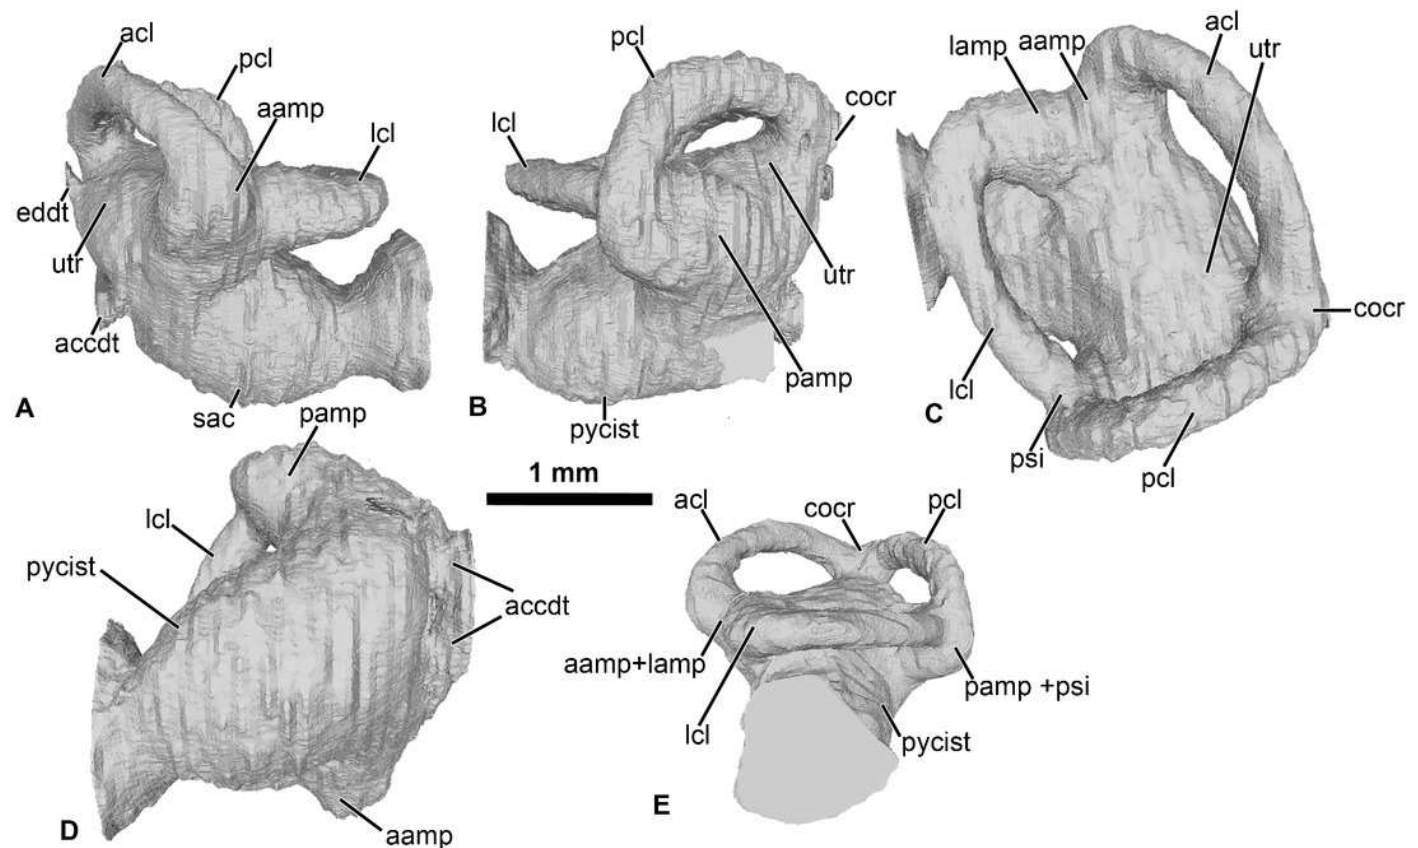 acl
pcl
aamp
lcl
eddt
utr
accdt
sac
A
pcl
lcl
cocr
utr
pamp
pycist
B
lamp
aamp
acl
utr
cocr
lcl
psi
pcl
C
pamp
lcl
pycist
accdt
aamp
D
1 mm
acl
cocr
pcl
aamp+lamp
pamp +psi
lcl
pycist
E